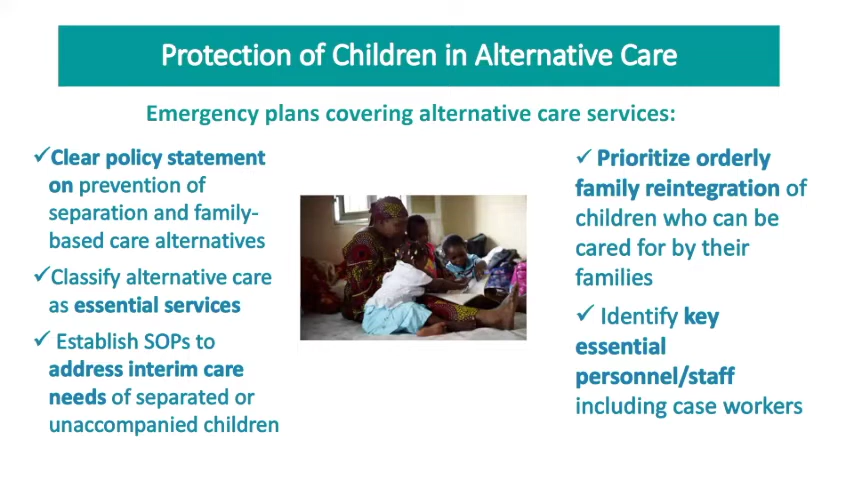 Protection of Children in Alternative Care
Emergency plans covering alternative care services:
✓Clear policy statement
on prevention of
separation and family-
based care alternatives
✓Classify alternative care
as essential services
✓ Establish SOPs to
address interim care
needs of separated or
unaccompanied children
✓ Prioritize orderly
family reintegration of
children who can be
cared for by their
families
✓ Identify key
essential
personnel/staff
including case workers